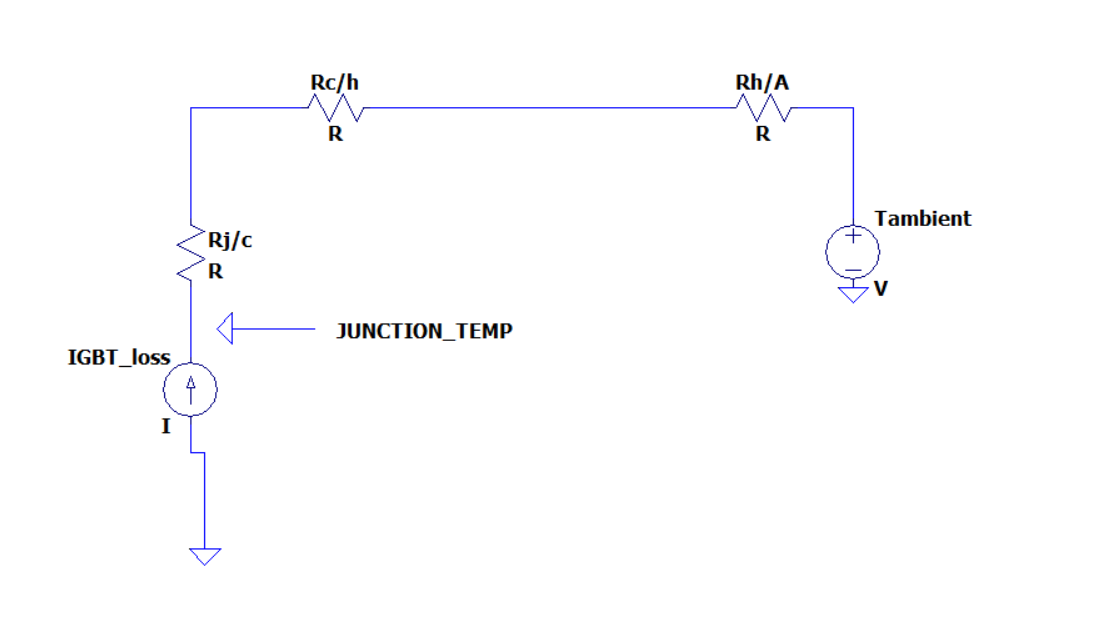 Rc/h
R
Rh/A
R
Tambient
V
Rj/c
R
JUNCTION_TEMP
IGBT_loss
I